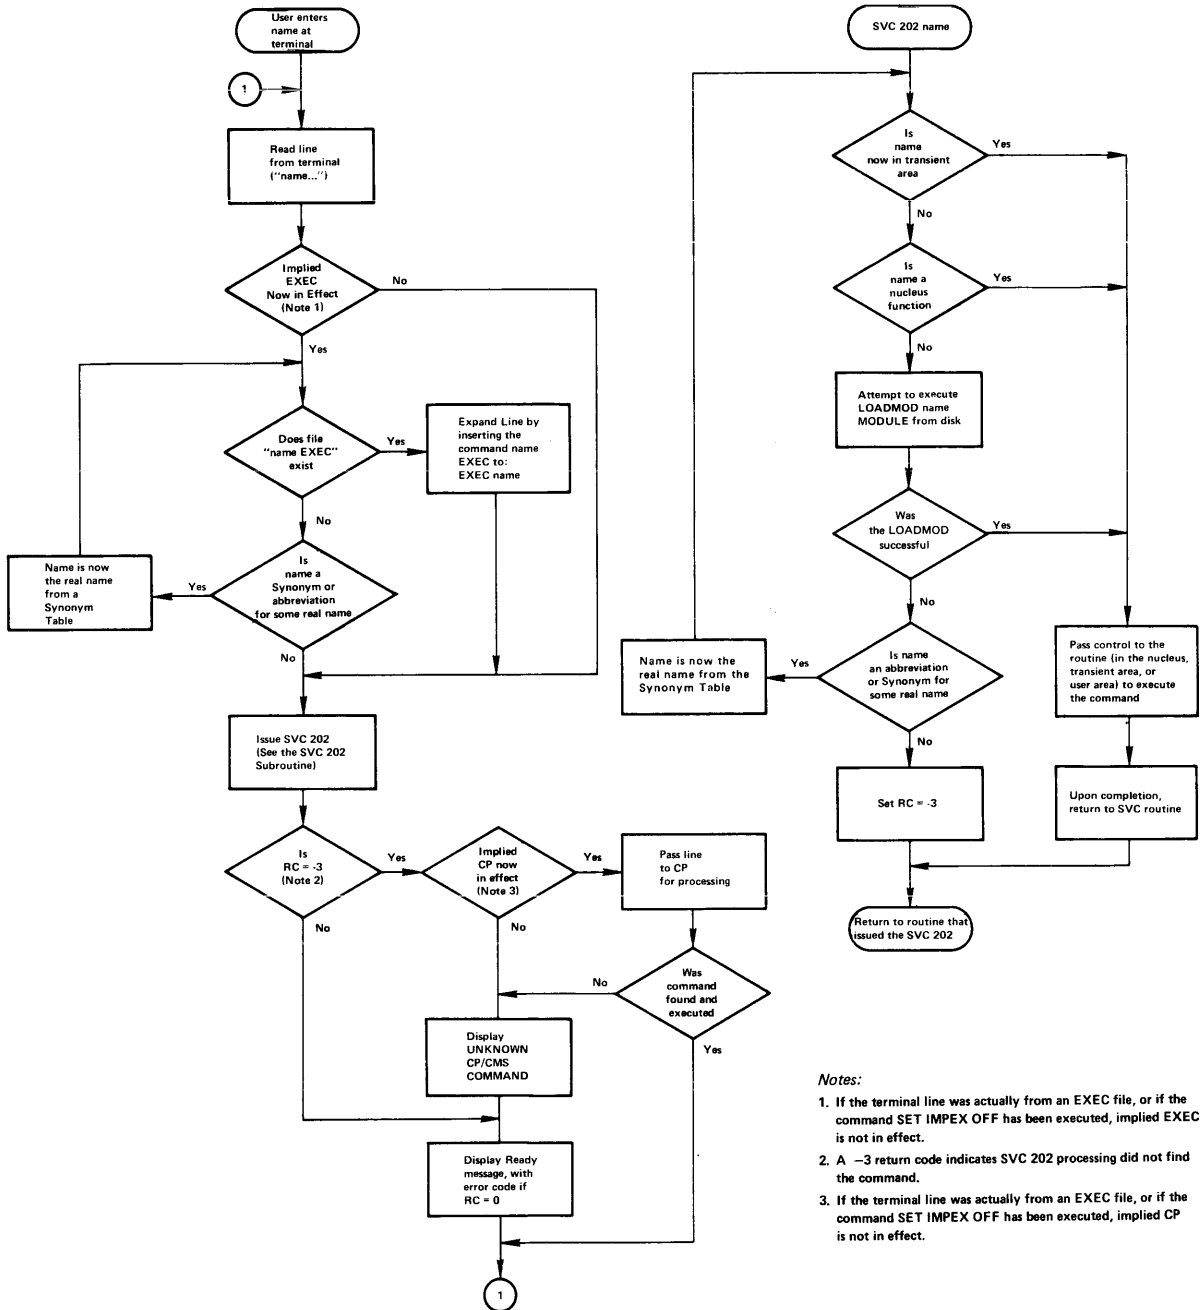 User enters
name at
terminal
1
Read line
from terminal
("name...")
Implied
EXEC
Now in Effect
(Note 1)
No
Yes
Does file
"name EXEC"
exist
Yes
Expand Line by
inserting the
command name
EXEC to:
EXEC name
No
Is
name a
Synonym or
abbreviation
for some real name
Yes
Name is now
the real name
from a
Synonym
Table
No
Issue SVC 202
(See the SVC 202
Subroutine)
Is
RC = -3
(Note 2)
Yes
No
Implied
CP now
in effect
(Note 3)
Yes
No
Pass line
to CP
for processing
Was
command
found and
executed
No
Yes
Display
UNKNOWN
CP/CMS
COMMAND
Display Ready
message, with
error code if
RC = 0
1
SVC 202 name
Is
name
now in transient
area
Yes
No
Is
name a
nucleus
function
Yes
No
Attempt to execute
LOADMOD name
MODULE from disk
Was
the LOADMOD
successful
Yes
No
Is name
an abbreviation
or Synonym for
some real name
Yes
Name is now the
real name from the
Synonym Table
No
Set RC = -3
Pass control to the
routine (in the nucleus,
transient area, or
user area) to execute
the command
Upon completion,
return to SVC routine
Return to routine that
issued the SVC 202
Notes:
1. If the terminal line was actually from an EXEC file, or if the
command SET IMPEX OFF has been executed, implied EXEC
is not in effect.
2. A −3 return code indicates SVC 202 processing did not find
the command.
3. If the terminal line was actually from an EXEC file, or if the
command SET IMPEX OFF has been executed, implied CP
is not in effect.